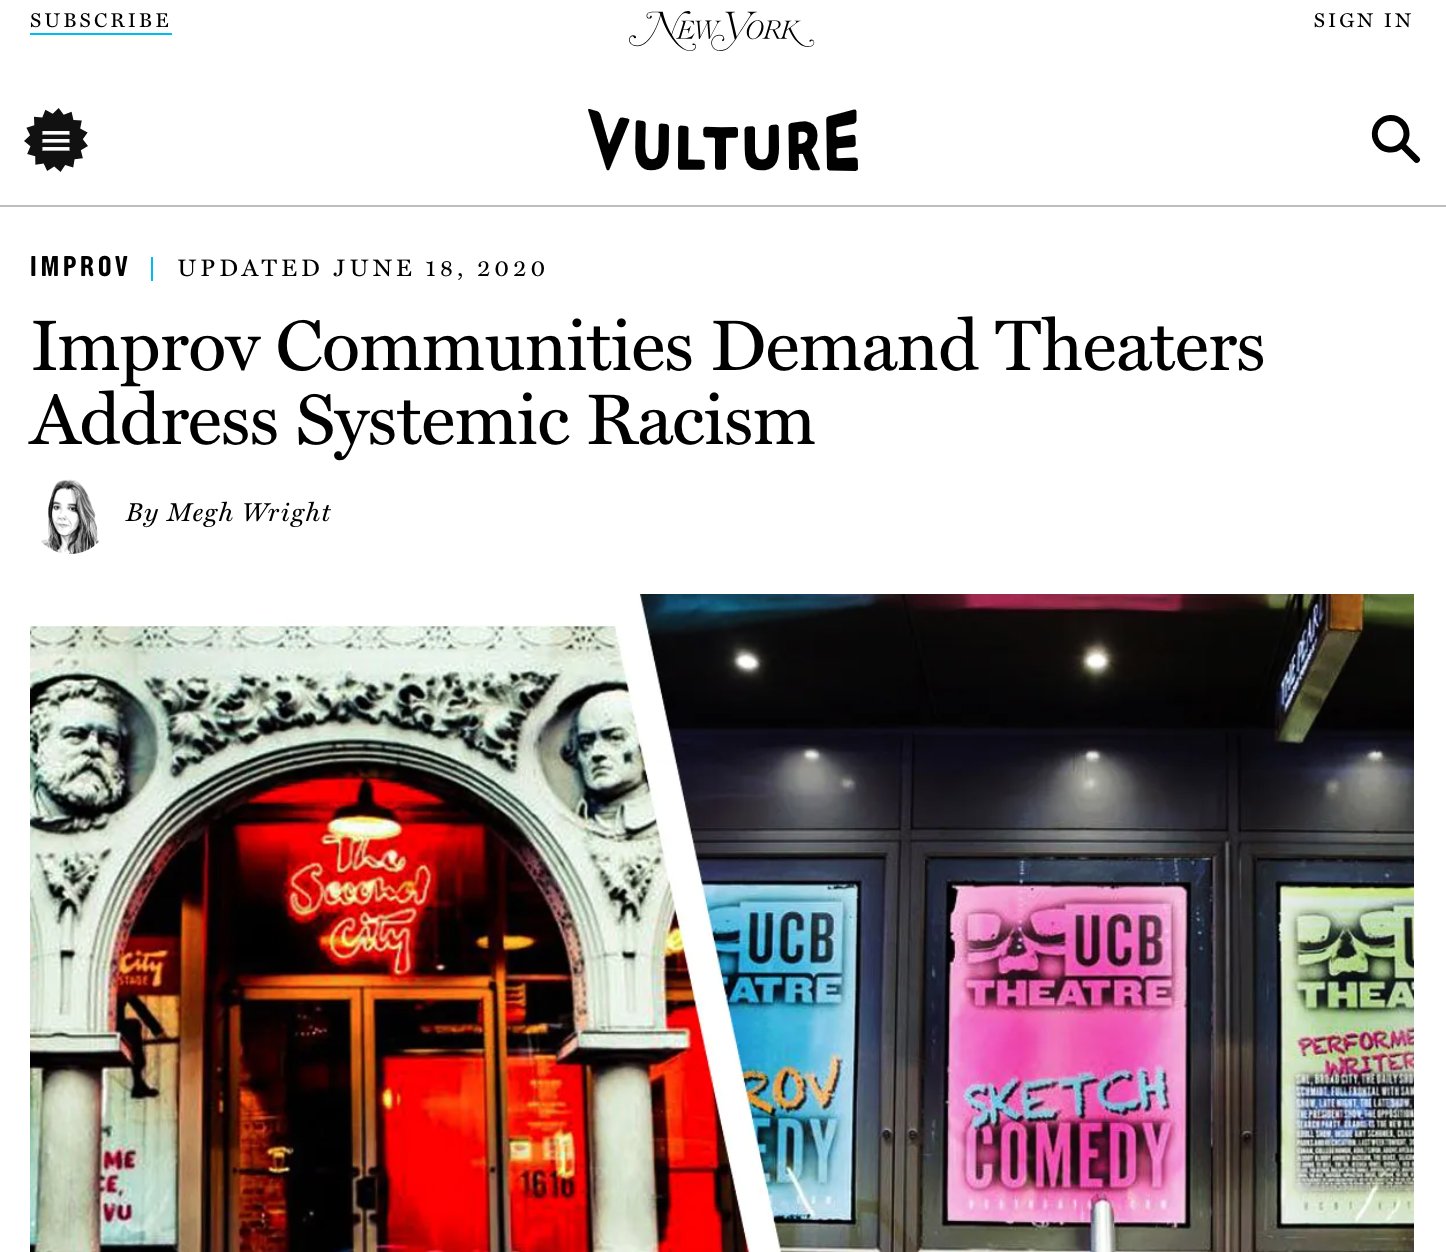 SUBSCRIBE
NEW YORK
SIGN IN
VULTURE
IMPROV | UPDATED JUNE 18, 2020
Improv Communities Demand Theaters
Address Systemic Racism
By Megh Wright
The
Second
City
City
STAGE
ME
E,
VU
1616
UCB
ATRE
ROV
EDY
UCB
THEATRE
SKETCH
COMEDY
U
THEA
PERFORME
WRITER